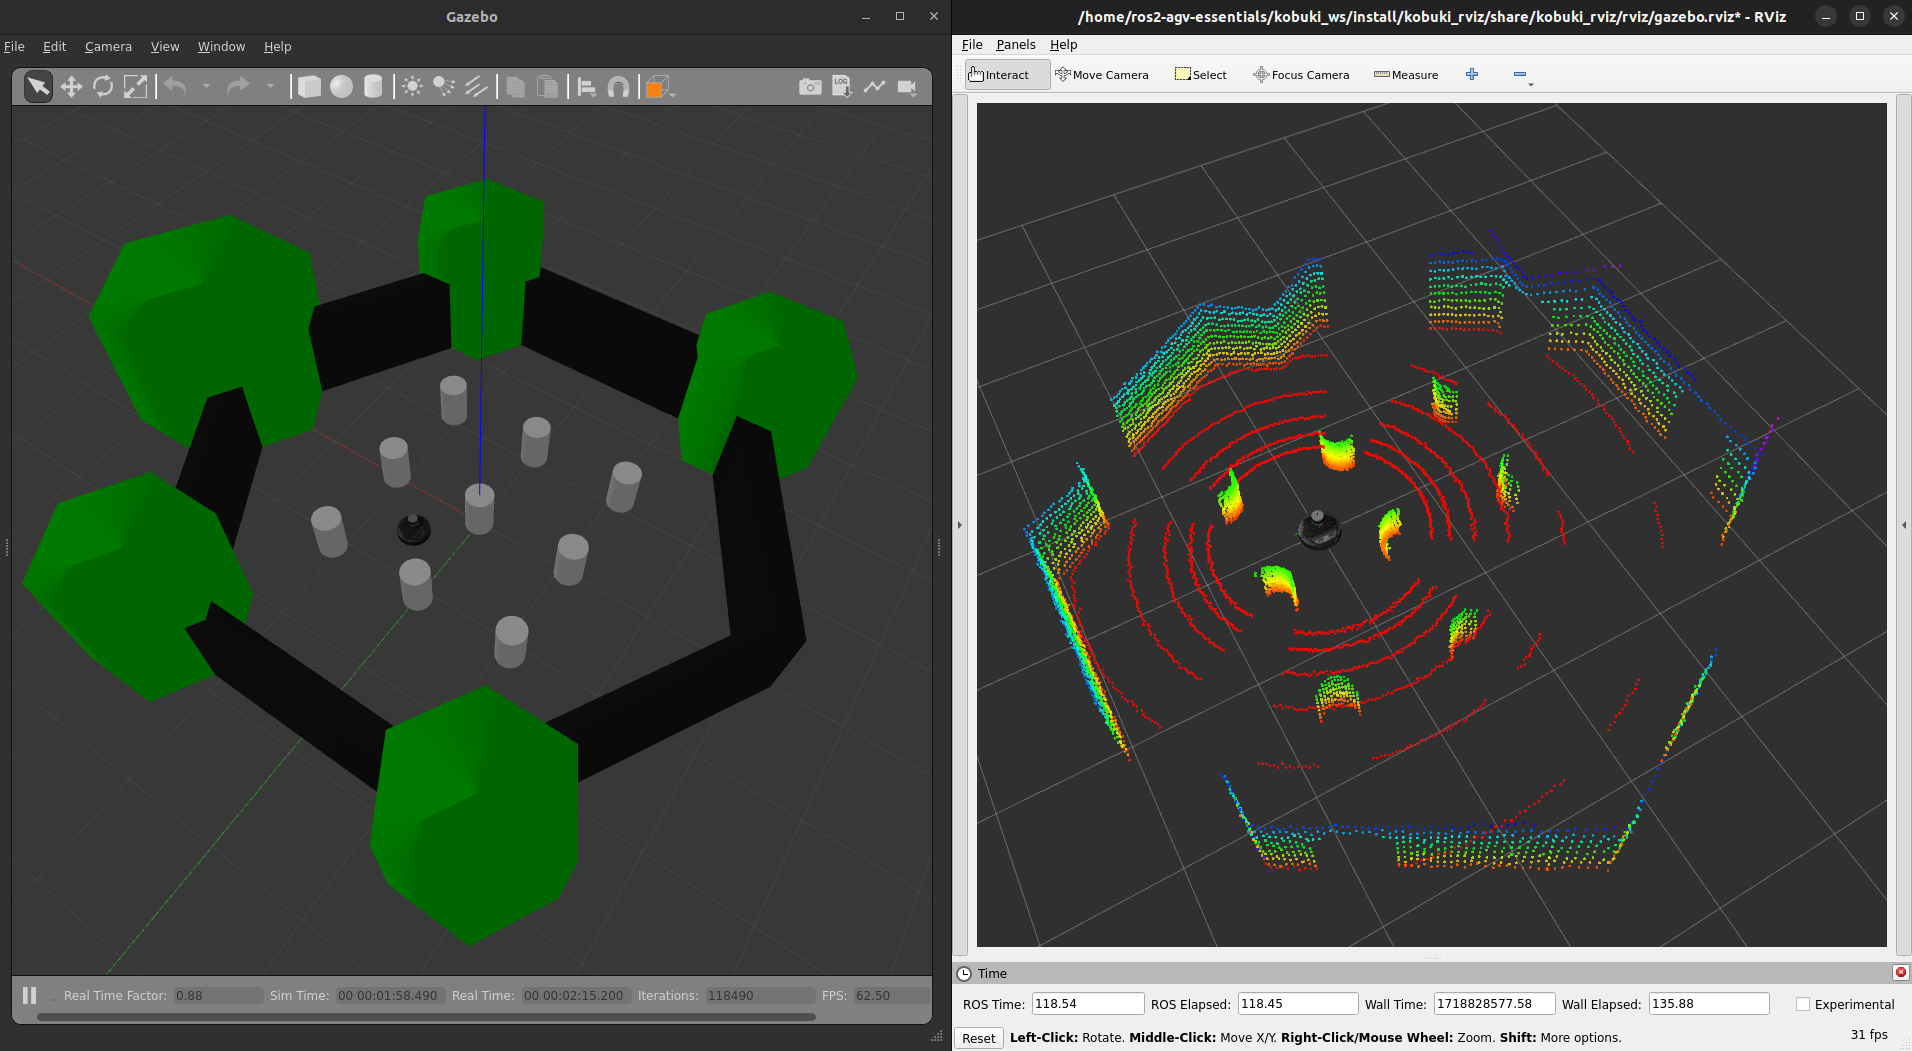 Gazebo
File Edit Camera View Window Help
LOG
Real Time Factor: 0.88 Sim Time: 00 00:01:58.490 Real Time: 00 00:02:15.200 Iterations: 118490 FPS: 62.50
/home/ros2-agv-essentials/kobuki_ws/install/kobuki_rviz/share/kobuki_rviz/rviz/gazebo.rviz* - RViz
File Panels Help
Interact Move Camera Select Focus Camera Measure
Time
ROS Time: 118.54 ROS Elapsed: 118.45 Wall Time: 1718828577.58 Wall Elapsed: 135.88 Experimental
Reset Left-Click: Rotate. Middle-Click: Move X/Y. Right-Click/Mouse Wheel: Zoom. Shift: More options. 31 fps